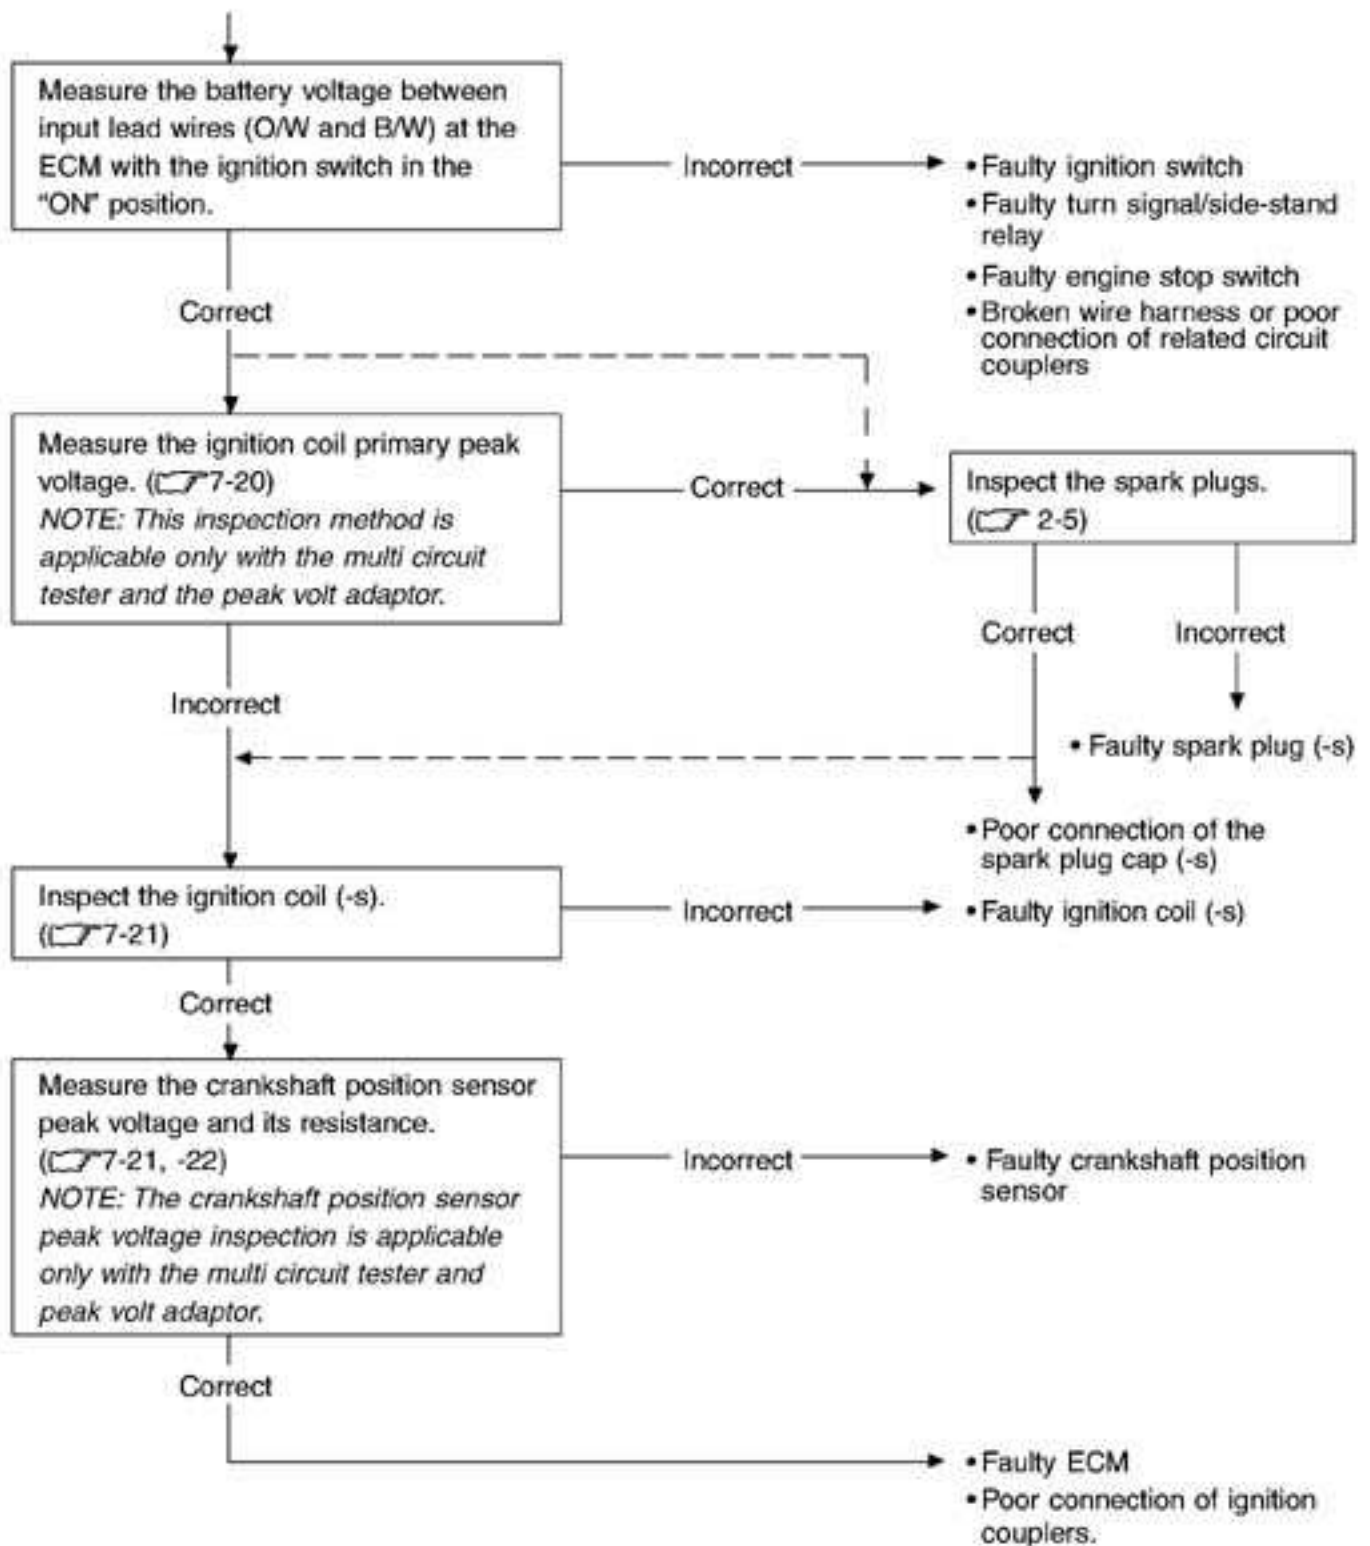 Measure the battery voltage between
input lead wires (O/W and B/W) at the
ECM with the ignition switch in the
“ON” position.
Incorrect
• Faulty ignition switch
• Faulty turn signal/side-stand
relay
• Faulty engine stop switch
• Broken wire harness or poor
connection of related circuit
couplers
Correct
Measure the ignition coil primary peak
voltage. (7-20)
NOTE: This inspection method is
applicable only with the multi circuit
tester and the peak volt adaptor.
Correct
Inspect the spark plugs.
(2-5)
Correct
Incorrect
Incorrect
• Faulty spark plug (-s)
• Poor connection of the
spark plug cap (-s)
Inspect the ignition coil (-s).
(7-21)
Incorrect
• Faulty ignition coil (-s)
Correct
Measure the crankshaft position sensor
peak voltage and its resistance.
(7-21, -22)
NOTE: The crankshaft position sensor
peak voltage inspection is applicable
only with the multi circuit tester and
peak volt adaptor.
Incorrect
• Faulty crankshaft position
sensor
Correct
• Faulty ECM
• Poor connection of ignition
couplers.